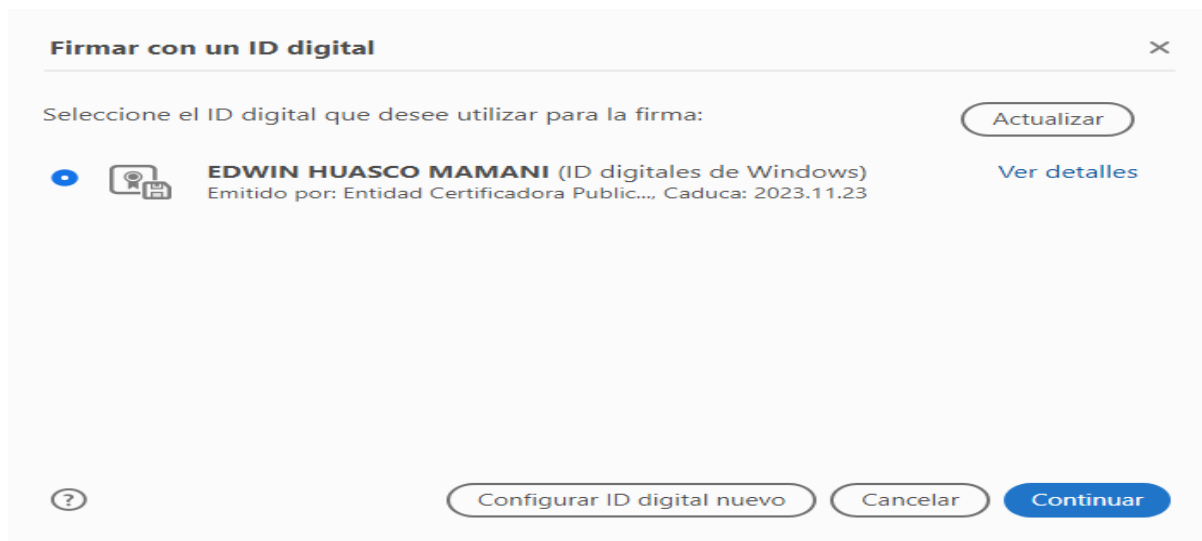 Firmar con un ID digital
Seleccione el ID digital que desee utilizar para la firma:
Actualizar
EDWIN HUASCO MAMANI (ID digitales de Windows)
Ver detalles
Emitido por: Entidad Certificadora Public..., Caduca: 2023.11.23
?
Configurar ID digital nuevo
Cancelar
Continuar